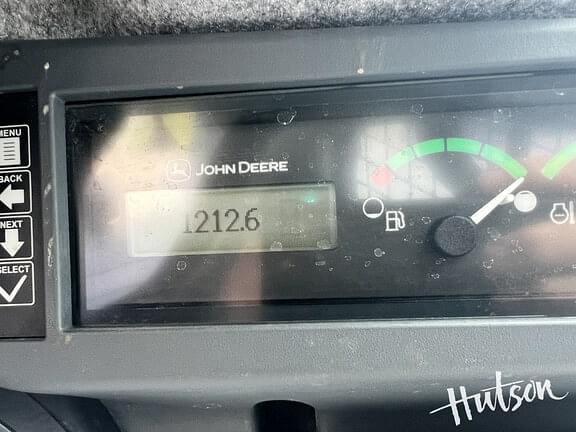 MENU
BACK
NEXT
SELECT
JOHN DEERE
1212.6
Hutson